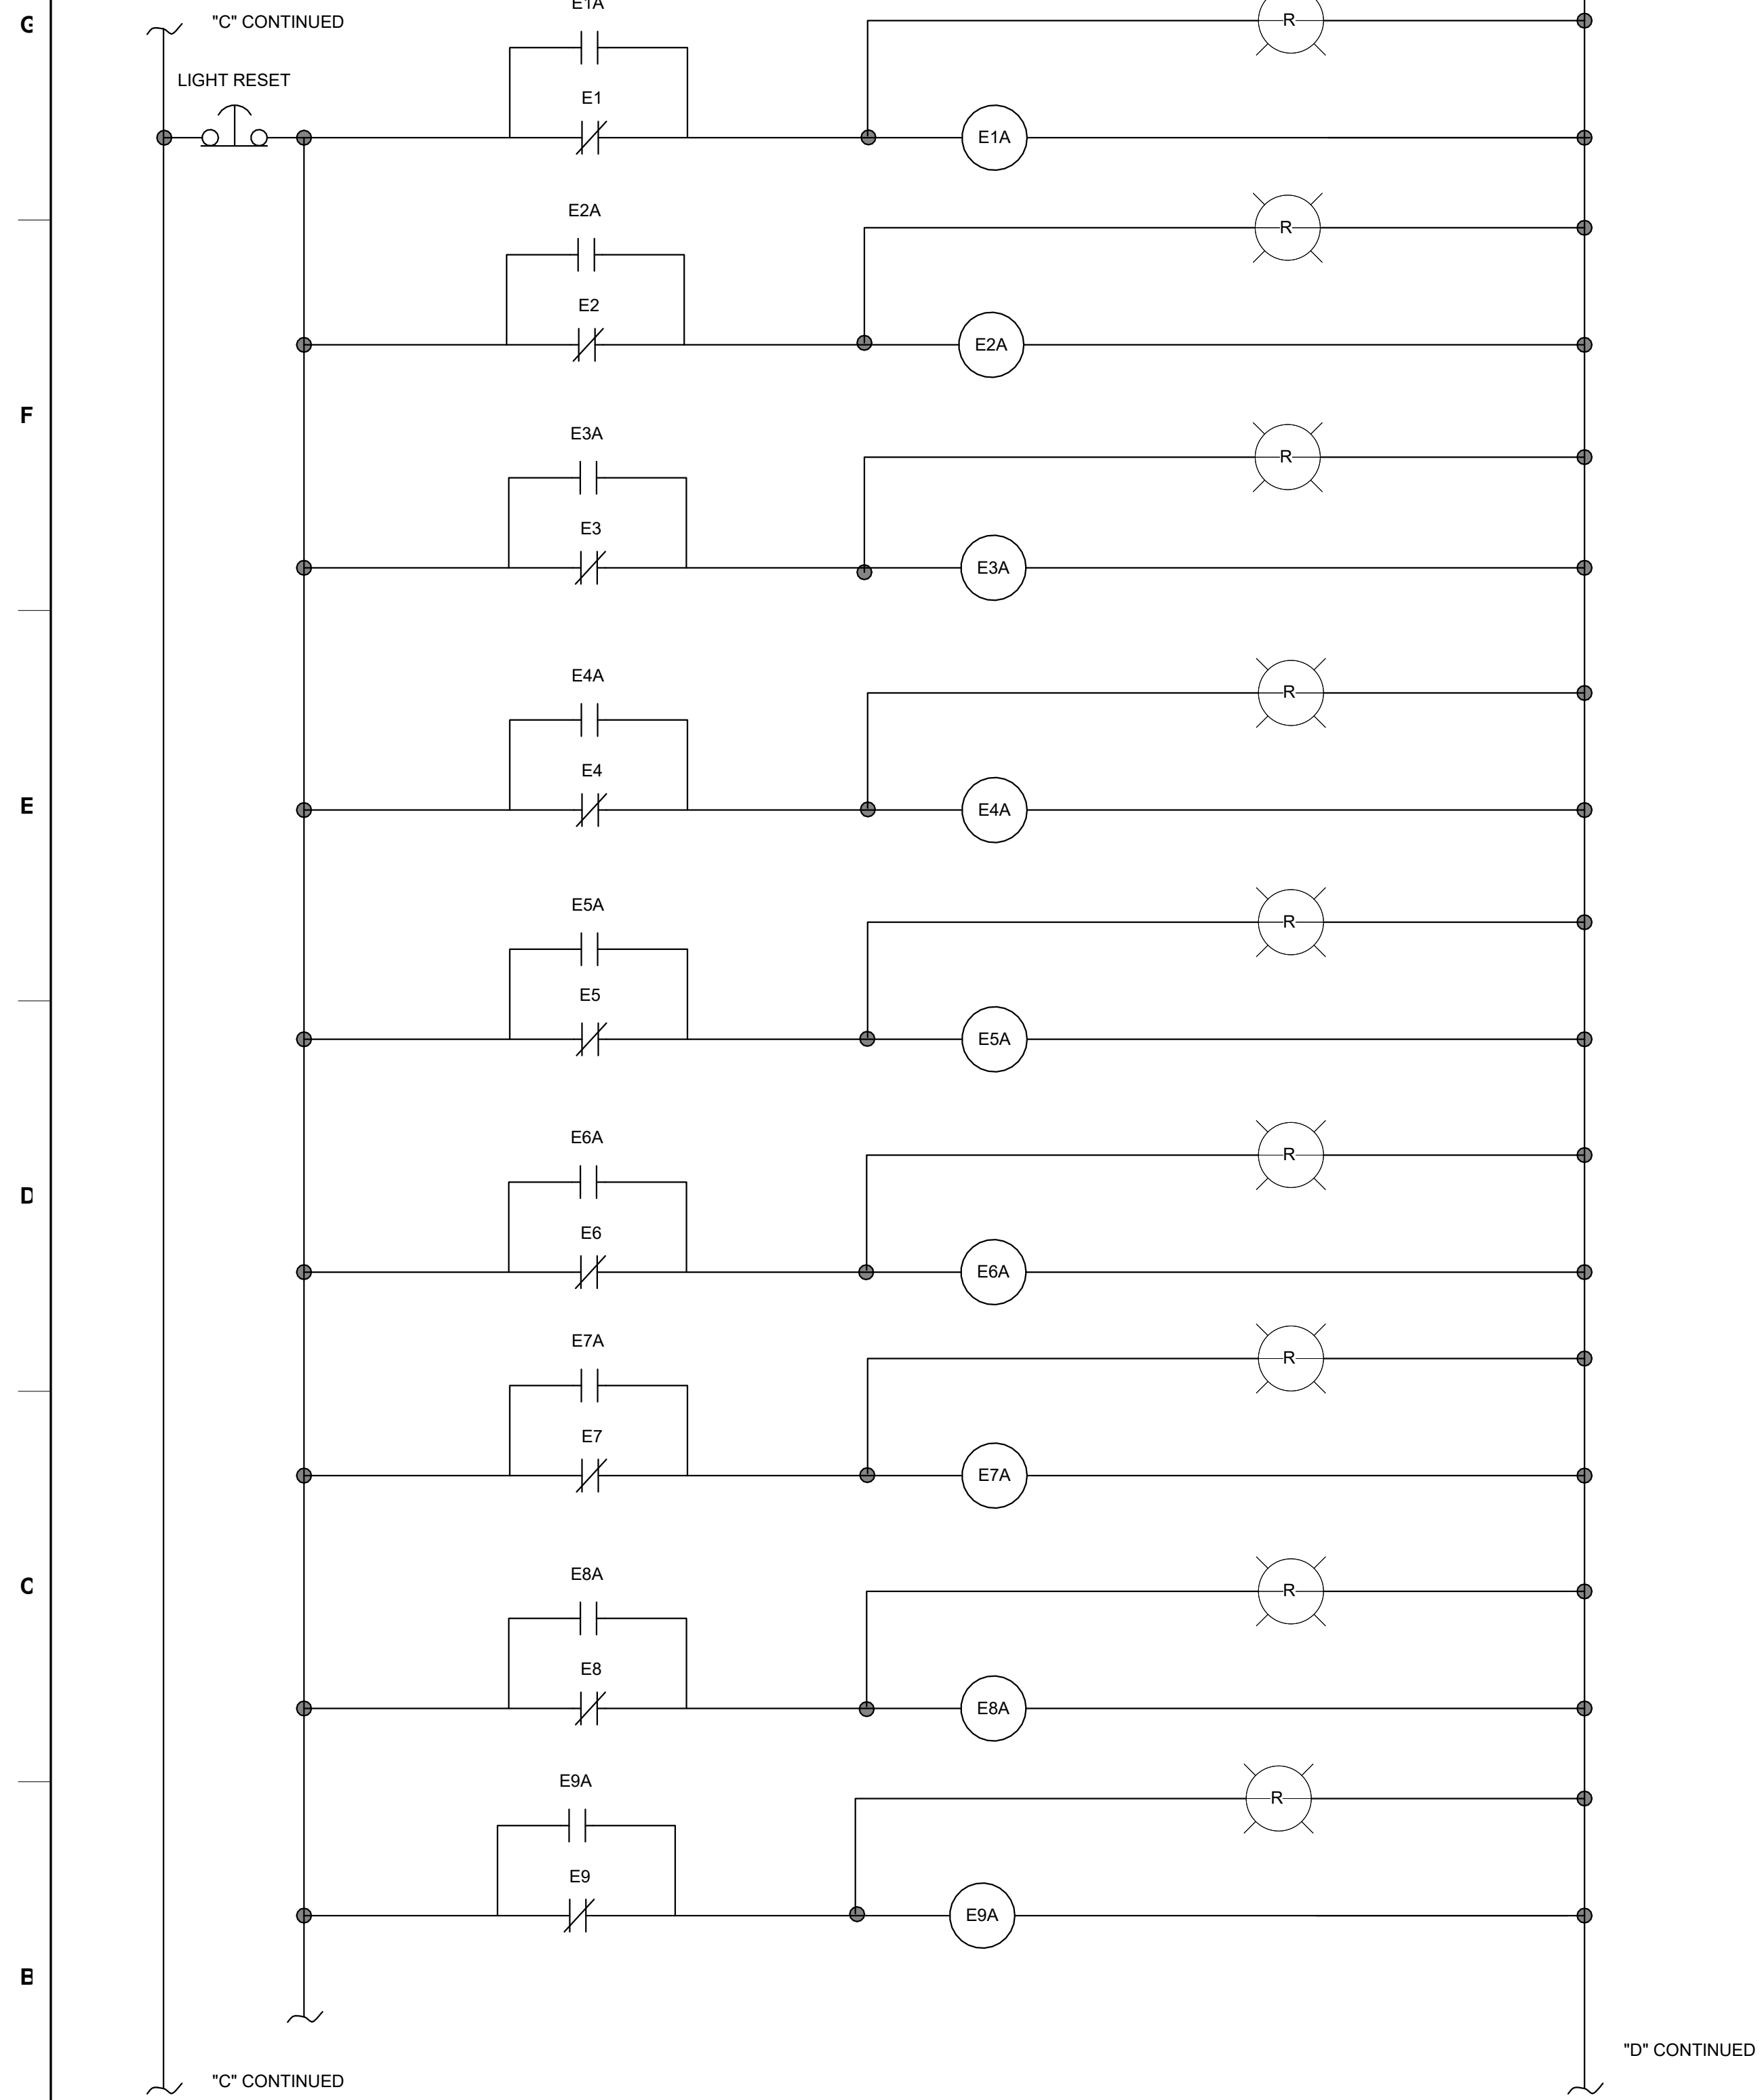 G
"C" CONTINUED
E1A
R
LIGHT RESET
E1
E1A
E2A
R
E2
E2A
F
E3A
R
E3
E3A
E4A
R
E4
E
E4A
E5A
R
E5
E5A
E6A
R
D
E6
E6A
E7A
R
E7
E7A
E8A
C
R
E8
E8A
E9A
R
E9
E9A
B
"D" CONTINUED
"C" CONTINUED